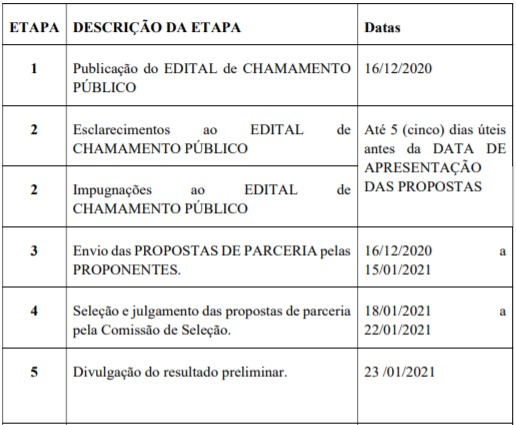 ETAPA DESCRIÇÃO DA ETAPA Datas
1 Publicação do EDITAL de CHAMAMENTO 16/12/2020
PÚBLICO
2 Esclarecimentos ao EDITAL de
CHAMAMENTO PÚBLICO
Até 5 (cinco) dias úteis
antes da DATA DE
APRESENTAÇÃO
DAS PROPOSTAS
2 Impugnações ao EDITAL de
CHAMAMENTO PÚBLICO
3 Envio das PROPOSTAS DE PARCERIA pelas
PROPONENTES.
16/12/2020 a
15/01/2021
4 Seleção e julgamento das propostas de parceria
pela Comissão de Seleção.
18/01/2021 a
22/01/2021
5 Divulgação do resultado preliminar. 23 /01/2021